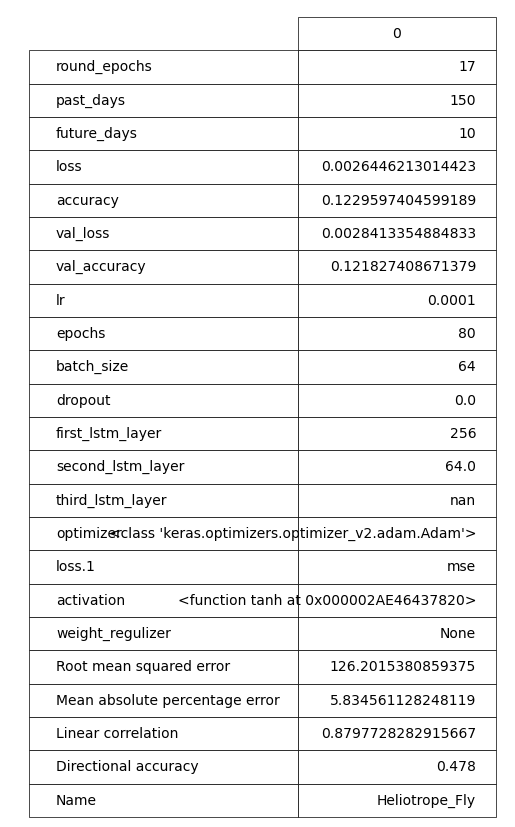 0
round_epochs 17
past_days 150
future_days 10
loss 0.0026446213014423
accuracy 0.1229597404599189
val_loss 0.0028413354884833
val_accuracy 0.121827408671379
lr 0.0001
epochs 80
batch_size 64
dropout 0.0
first_lstm_layer 256
second_lstm_layer 64.0
third_lstm_layer nan
optimizer <class 'keras.optimizers.optimizer_v2.adam.Adam'>
loss.1 mse
activation <function tanh at 0x000002AE46437820>
weight_regulizer None
Root mean squared error 126.2015380859375
Mean absolute percentage error 5.834561128248119
Linear correlation 0.8797728282915667
Directional accuracy 0.478
Name Heliotrope_Fly